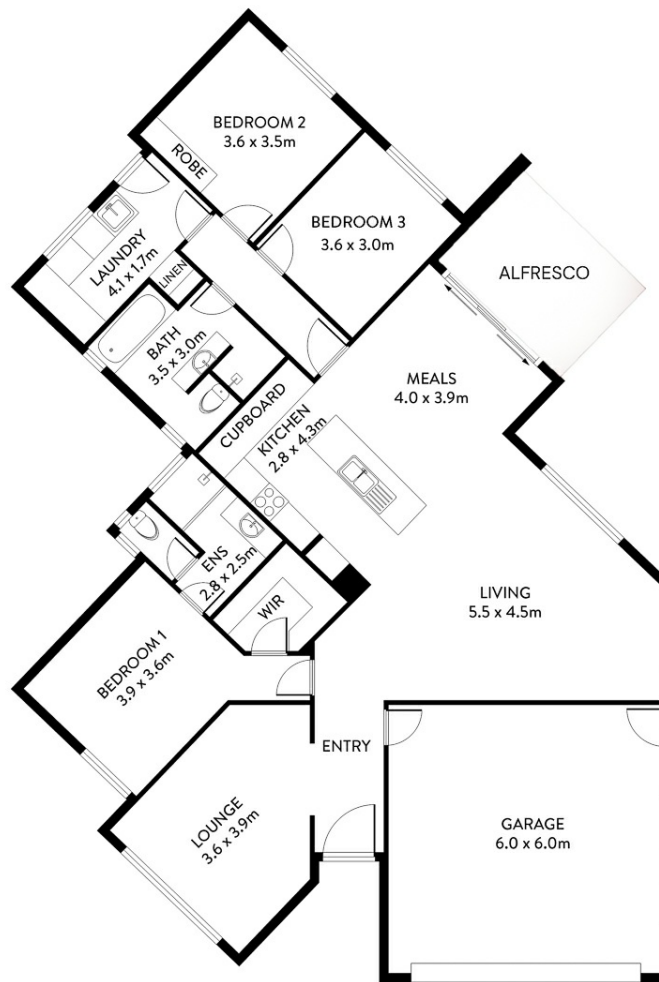 BEDROOM 2
3.6 x 3.5m
ROBE
BEDROOM 3
3.6 x 3.0m
LAUNDRY
4.1 x 1.7m
LINEN
ALFRESCO
BATH
3.5 x 3.0m
MEALS
4.0 x 3.9m
CUPBOARD
KITCHEN
2.8 x 4.3m
ENS
2.8 x 2.5m
WIR
LIVING
5.5 x 4.5m
BEDROOM 1
3.9 x 3.6m
ENTRY
LOUNGE
3.6 x 3.9m
GARAGE
6.0 x 6.0m